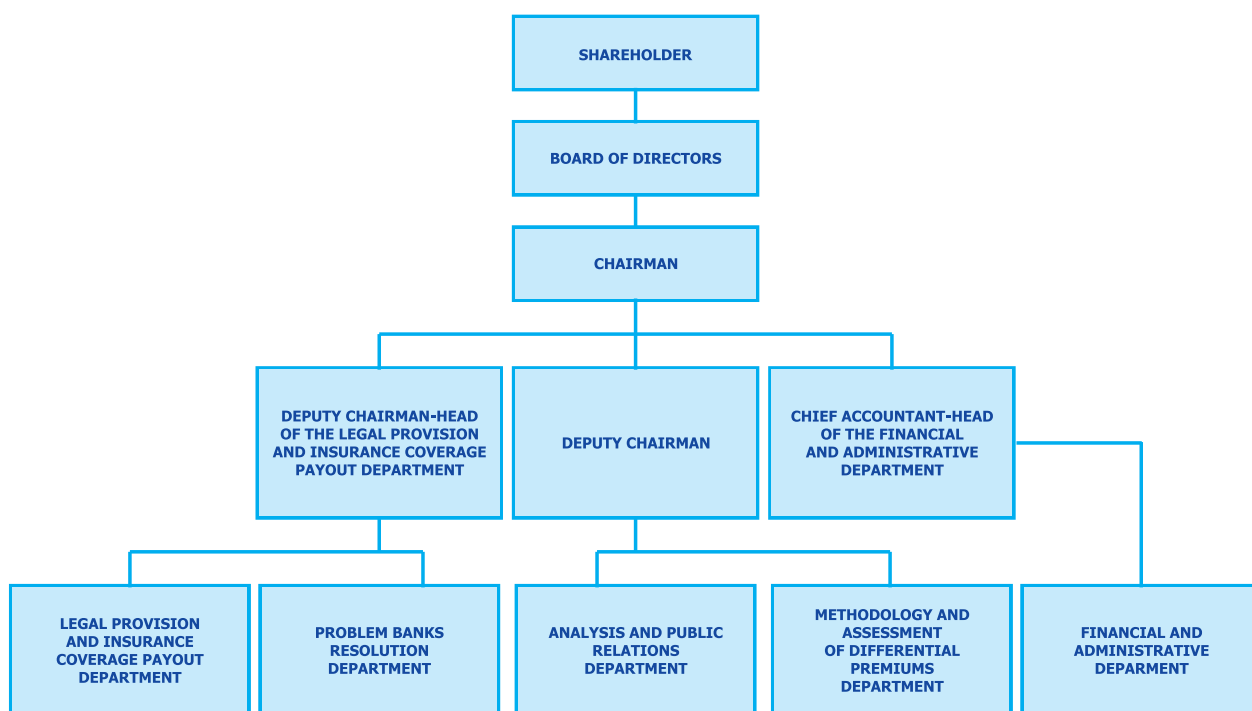 SHAREHOLDER
BOARD OF DIRECTORS
CHAIRMAN
DEPUTY CHAIRMAN-HEAD
OF THE LEGAL PROVISION
AND INSURANCE COVERAGE
PAYOUT DEPARTMENT
DEPUTY CHAIRMAN
CHIEF ACCOUNTANT-HEAD
OF THE FINANCIAL
AND ADMINISTRATIVE
DEPARTMENT
LEGAL PROVISION
AND INSURANCE
COVERAGE PAYOUT
DEPARTMENT
PROBLEM BANKS
RESOLUTION
DEPARTMENT
ANALYSIS AND PUBLIC
RELATIONS
DEPARTMENT
METHODOLOGY AND
ASSESSMENT
OF DIFFERENTIAL
PREMIUMS
DEPARTMENT
FINANCIAL AND
ADMINISTRATIVE
DEPARMENT